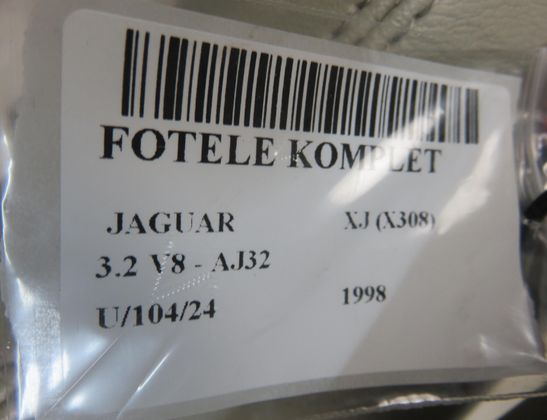 FOTELE KOMPLET
JAGUAR XJ (X308)
3.2 V8 - AJ32
U/104/24 1998